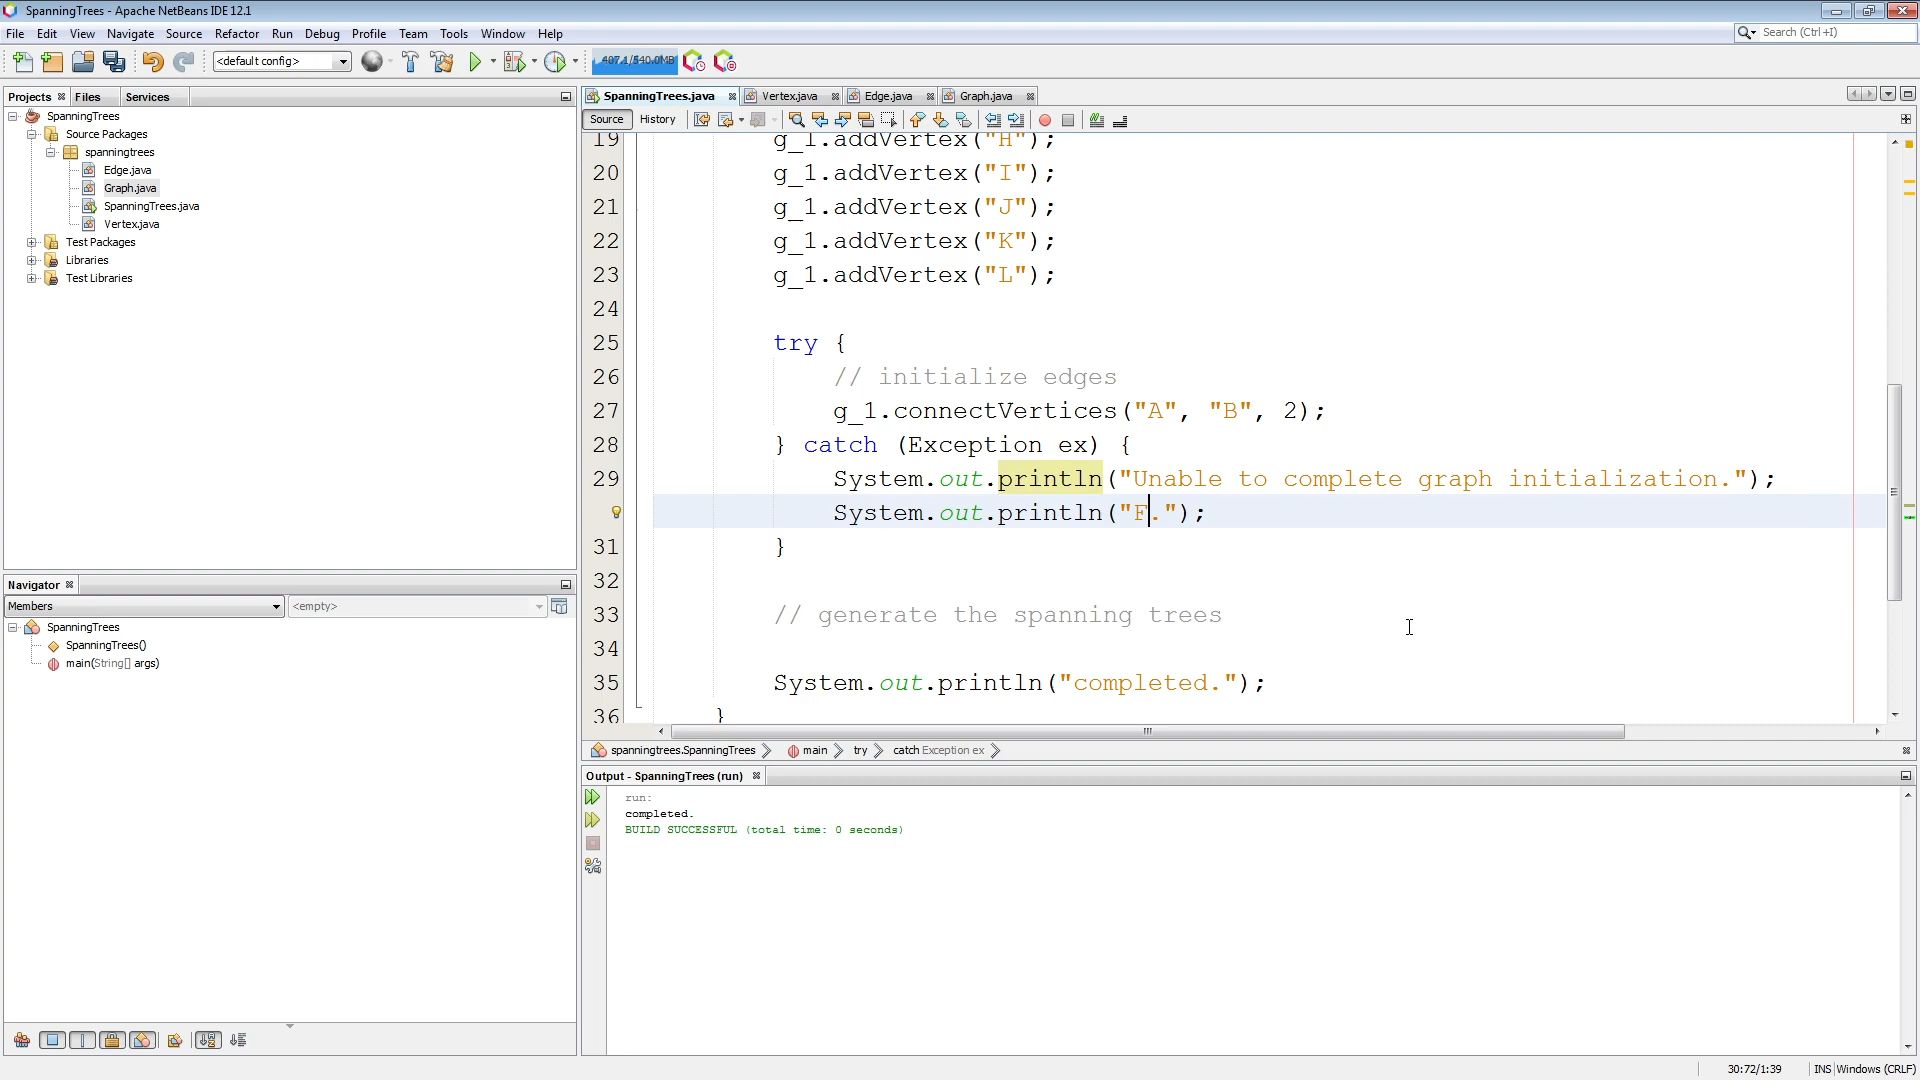 SpanningTrees - Apache NetBeans IDE 12.1
File Edit View Navigate Source Refactor Run Debug Profile Team Tools Window Help
Search (Ctrl+I)
<default config>
407.1/540.0MB
Projects Files Services
SpanningTrees.java Vertex.java Edge.java Graph.java
Source History
SpanningTrees
Source Packages
spanningtrees
Edge.java
Graph.java
SpanningTrees.java
Vertex.java
Test Packages
Libraries
Test Libraries
19 g_1.addVertex("H");
20 g_1.addVertex("I");
21 g_1.addVertex("J");
22 g_1.addVertex("K");
23 g_1.addVertex("L");
24
25 try {
26 // initialize edges
27 g_1.connectVertices("A", "B", 2);
28 } catch (Exception ex) {
29 System.out.println("Unable to complete graph initialization.");
System.out.println("F.");
31 }
32
33 // generate the spanning trees
34
35 System.out.println("completed.");
36 }
spanningtrees.SpanningTrees main try catch Exception ex
Navigator
Members <empty>
SpanningTrees
SpanningTrees()
main(String[] args)
Output - SpanningTrees (run)
run:
completed.
BUILD SUCCESSFUL (total time: 0 seconds)
30:72/1:39 INS Windows (CRLF)